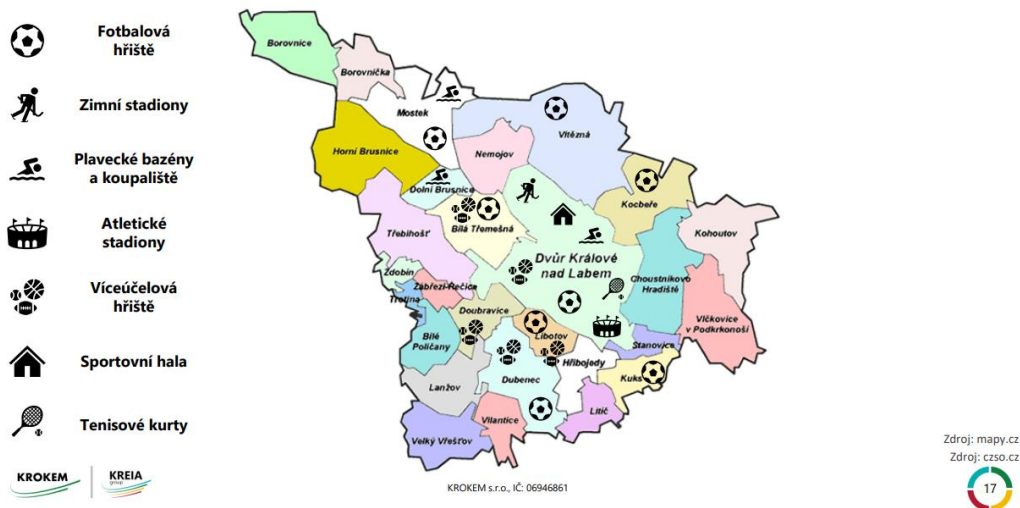 Fotbalová
hřiště
Zimní stadiony
Plavecké bazény
a koupaliště
Atletické
stadiony
Víceúčelová
hřiště
Sportovní hala
Tenisové kurty
Borovnice
Borovnička
Mostek
Vítězná
Horní Brusnice
Nemojov
Dolní Brusnice
Kocbeře
Třebihošť
Bílá Třemešná
Kohoutov
Dvůr Králové
nad Labem
Zdobín
Choustníkovo
Hradiště
Zábřezí-Řečice
Trotina
Doubravice
Vlčkovice
v Podkrkonoší
Bílé
Poličany
Libotov
Stanovice
Hřibojedy
Lanžov
Dubenec
Kuks
Vilantice
Litíč
Velký Vřešťov
KROKEM
KREIA
group
KROKEM s.r.o., IČ: 06946861
Zdroj: mapy.cz
Zdroj: czso.cz
17